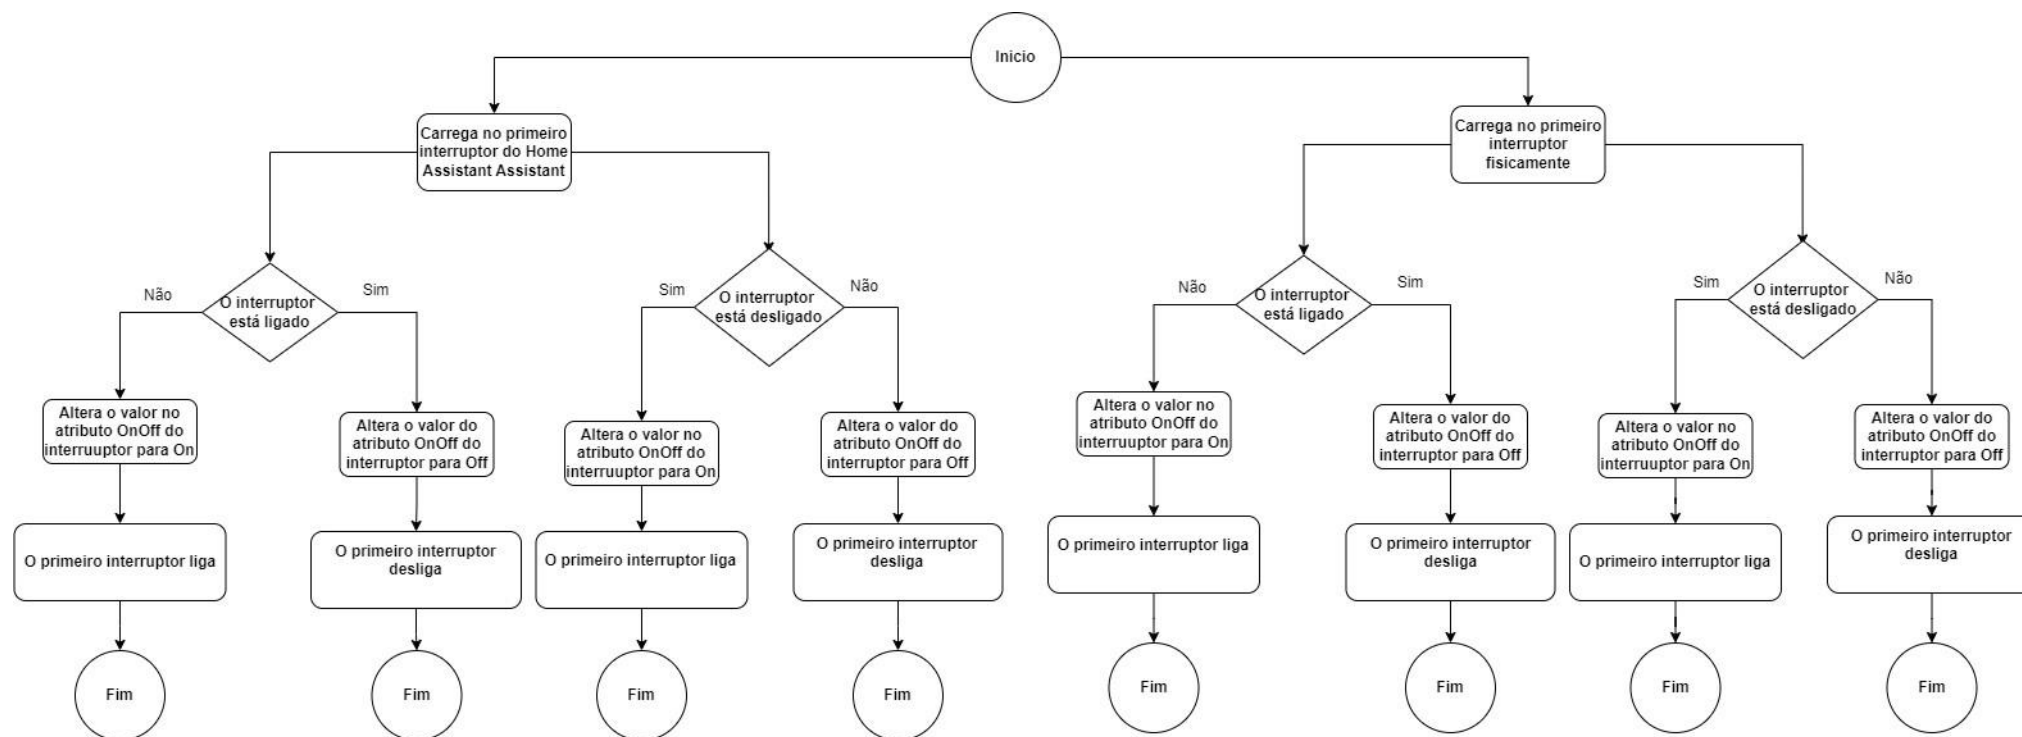 Inicio
Carrega no primeiro
interruptor do Home
Assistant Assistant
Carrega no primeiro
interruptor
fisicamente
Não
O interruptor
está ligado
Sim
Sim
O interruptor
está desligado
Não
Não
O interruptor
está ligado
Sim
Sim
O interruptor
está desligado
Não
Altera o valor no
atributo OnOff do
interruuptor para On
Altera o valor do
atributo OnOff do
interruptor para Off
Altera o valor no
atributo OnOff do
interruuptor para On
Altera o valor do
atributo OnOff do
interruptor para Off
Altera o valor no
atributo OnOff do
interruuptor para On
Altera o valor do
atributo OnOff do
interruptor para Off
Altera o valor no
atributo OnOff do
interruuptor para On
Altera o valor do
atributo OnOff do
interruptor para Off
O primeiro interruptor liga
O primeiro interruptor
desliga
O primeiro interruptor liga
O primeiro interruptor
desliga
O primeiro interruptor liga
O primeiro interruptor
desliga
O primeiro interruptor liga
O primeiro interruptor
desliga
Fim
Fim
Fim
Fim
Fim
Fim
Fim
Fim